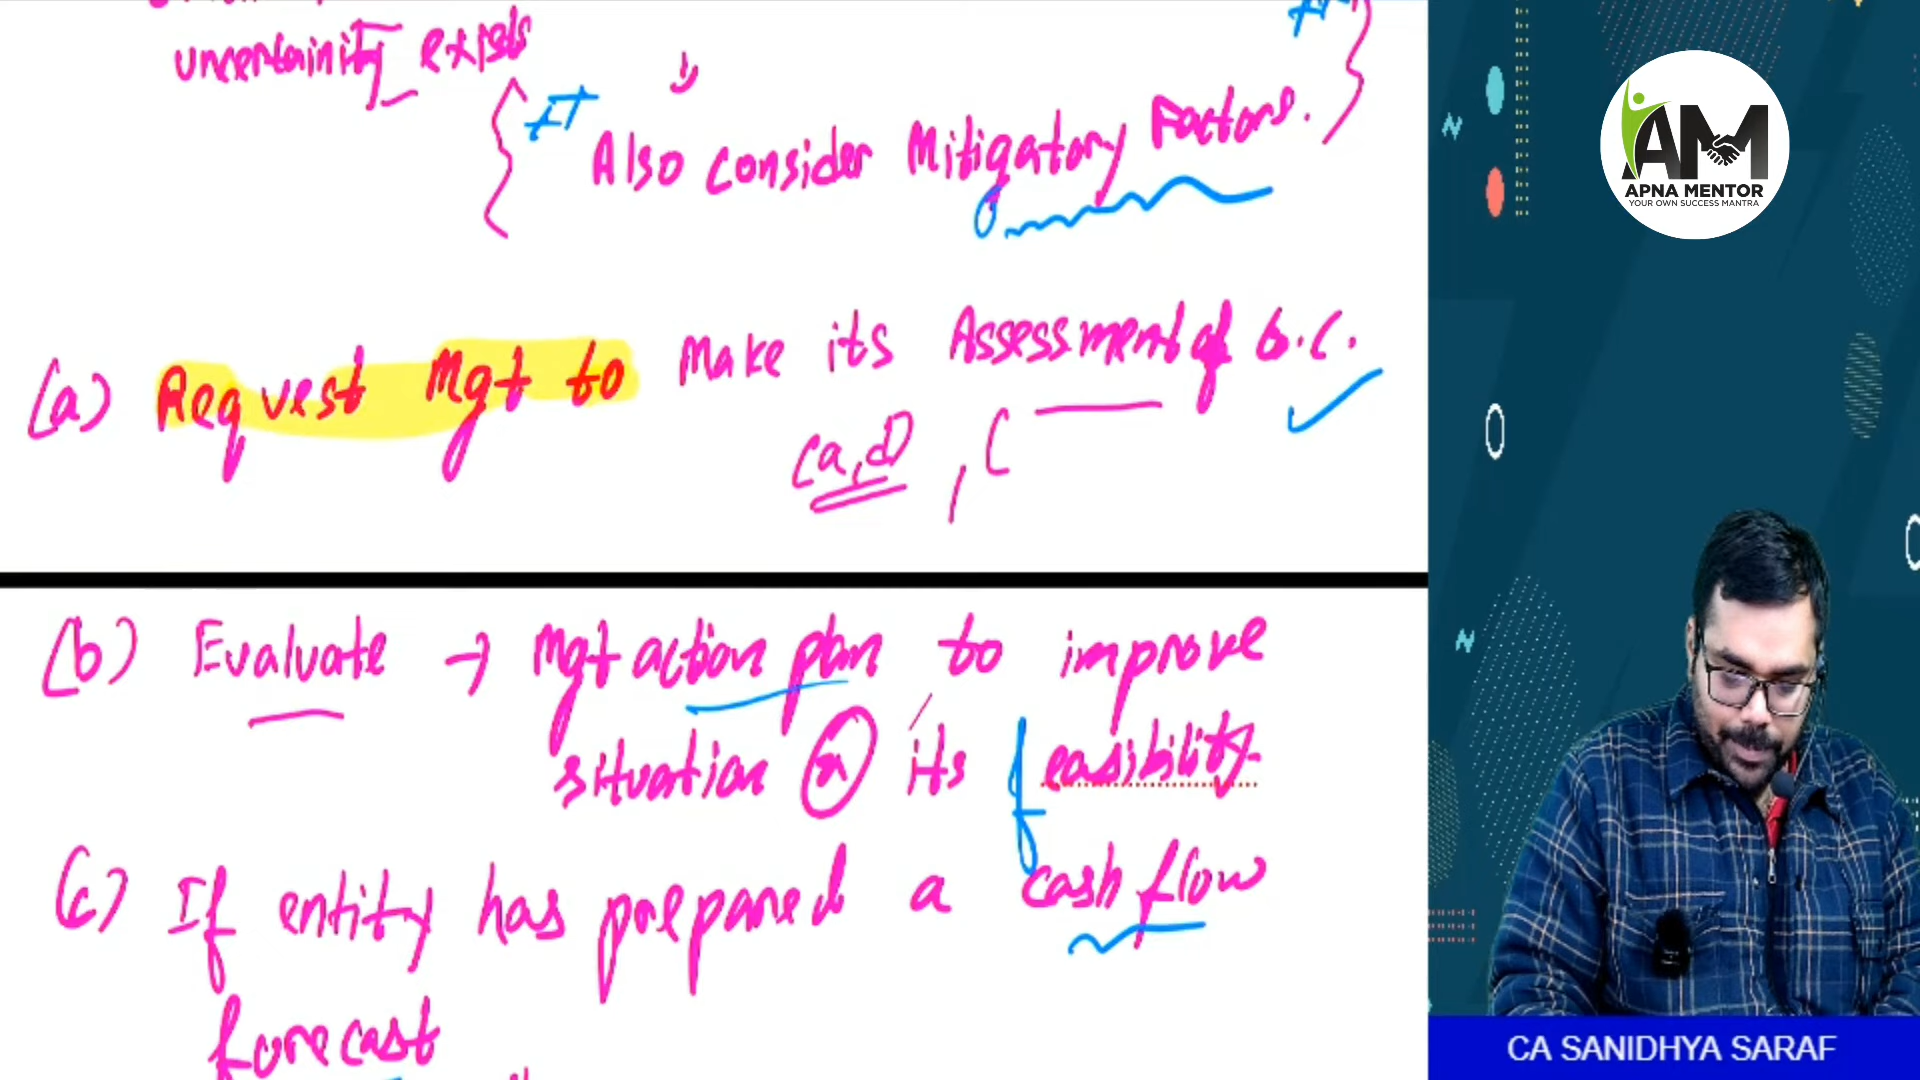 uncertainity exists
IT Also consider Mitigatory Factors.
(a) Request Mgt to make its Assessment of G.C.
(a,d) , (
(b) Evaluate → Mgt action plan to improve
situation & its feasibility
(c) If entity has prepared a cash flow
forecast
AM
APNA MENTOR
YOUR OWN SUCCESS MANTRA
CA SANIDHYA SARAF